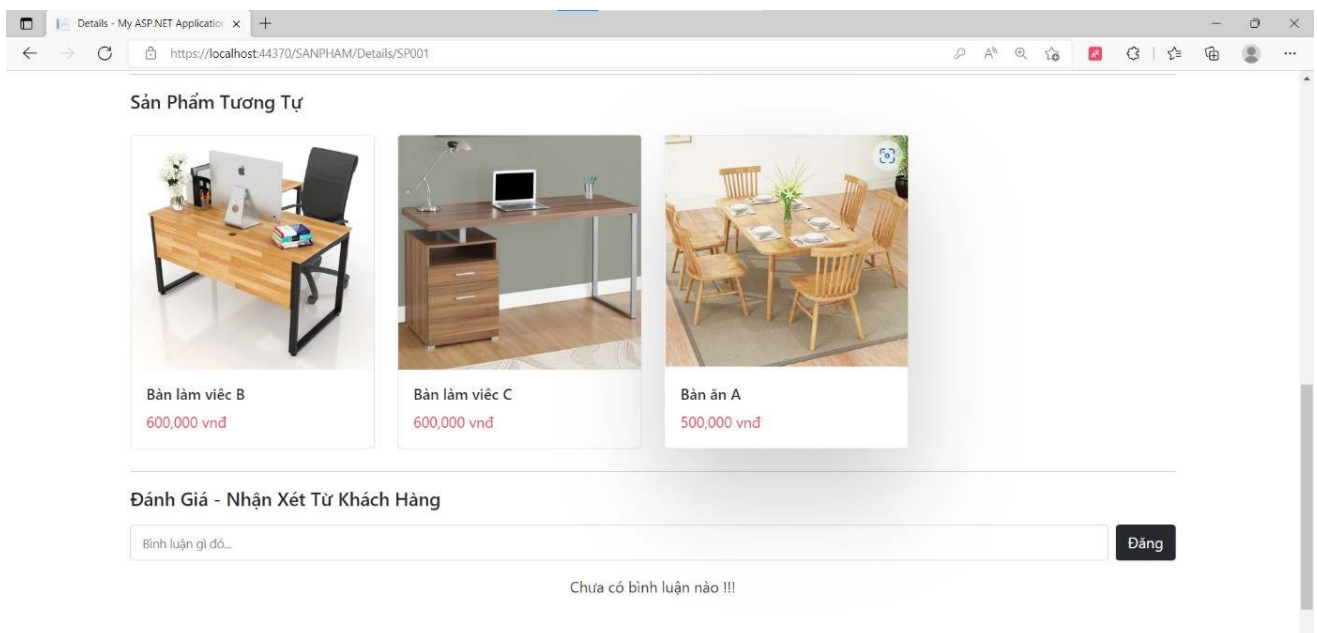 Details - My ASP.NET Application
https://localhost:44370/SANPHAM/Details/SP001
Sản Phẩm Tương Tự
Bàn làm viêc B
600,000 vnđ
Bàn làm viêc C
600,000 vnđ
Bàn ăn A
500,000 vnđ
Đánh Giá - Nhận Xét Từ Khách Hàng
Bình luận gì đó...
Đăng
Chưa có bình luận nào !!!